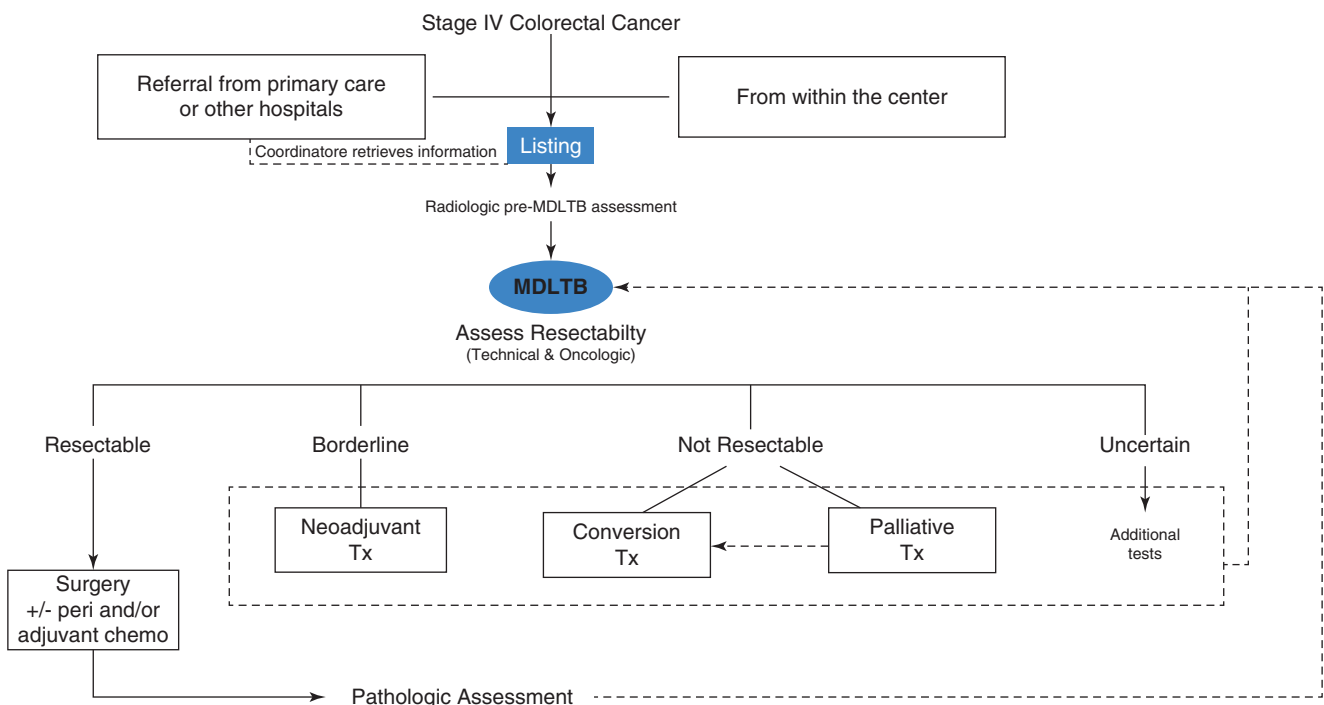 Stage IV Colorectal Cancer
Referral from primary care
or other hospitals
From within the center
Coordinatore retrieves information
Listing
Radiologic pre-MDLTB assessment
MDLTB
Assess Resectabilty
(Technical & Oncologic)
Resectable
Borderline
Not Resectable
Uncertain
Neoadjuvant
Tx
Conversion
Tx
Palliative
Tx
Additional
tests
Surgery
+/- peri and/or
adjuvant chemo
Pathologic Assessment